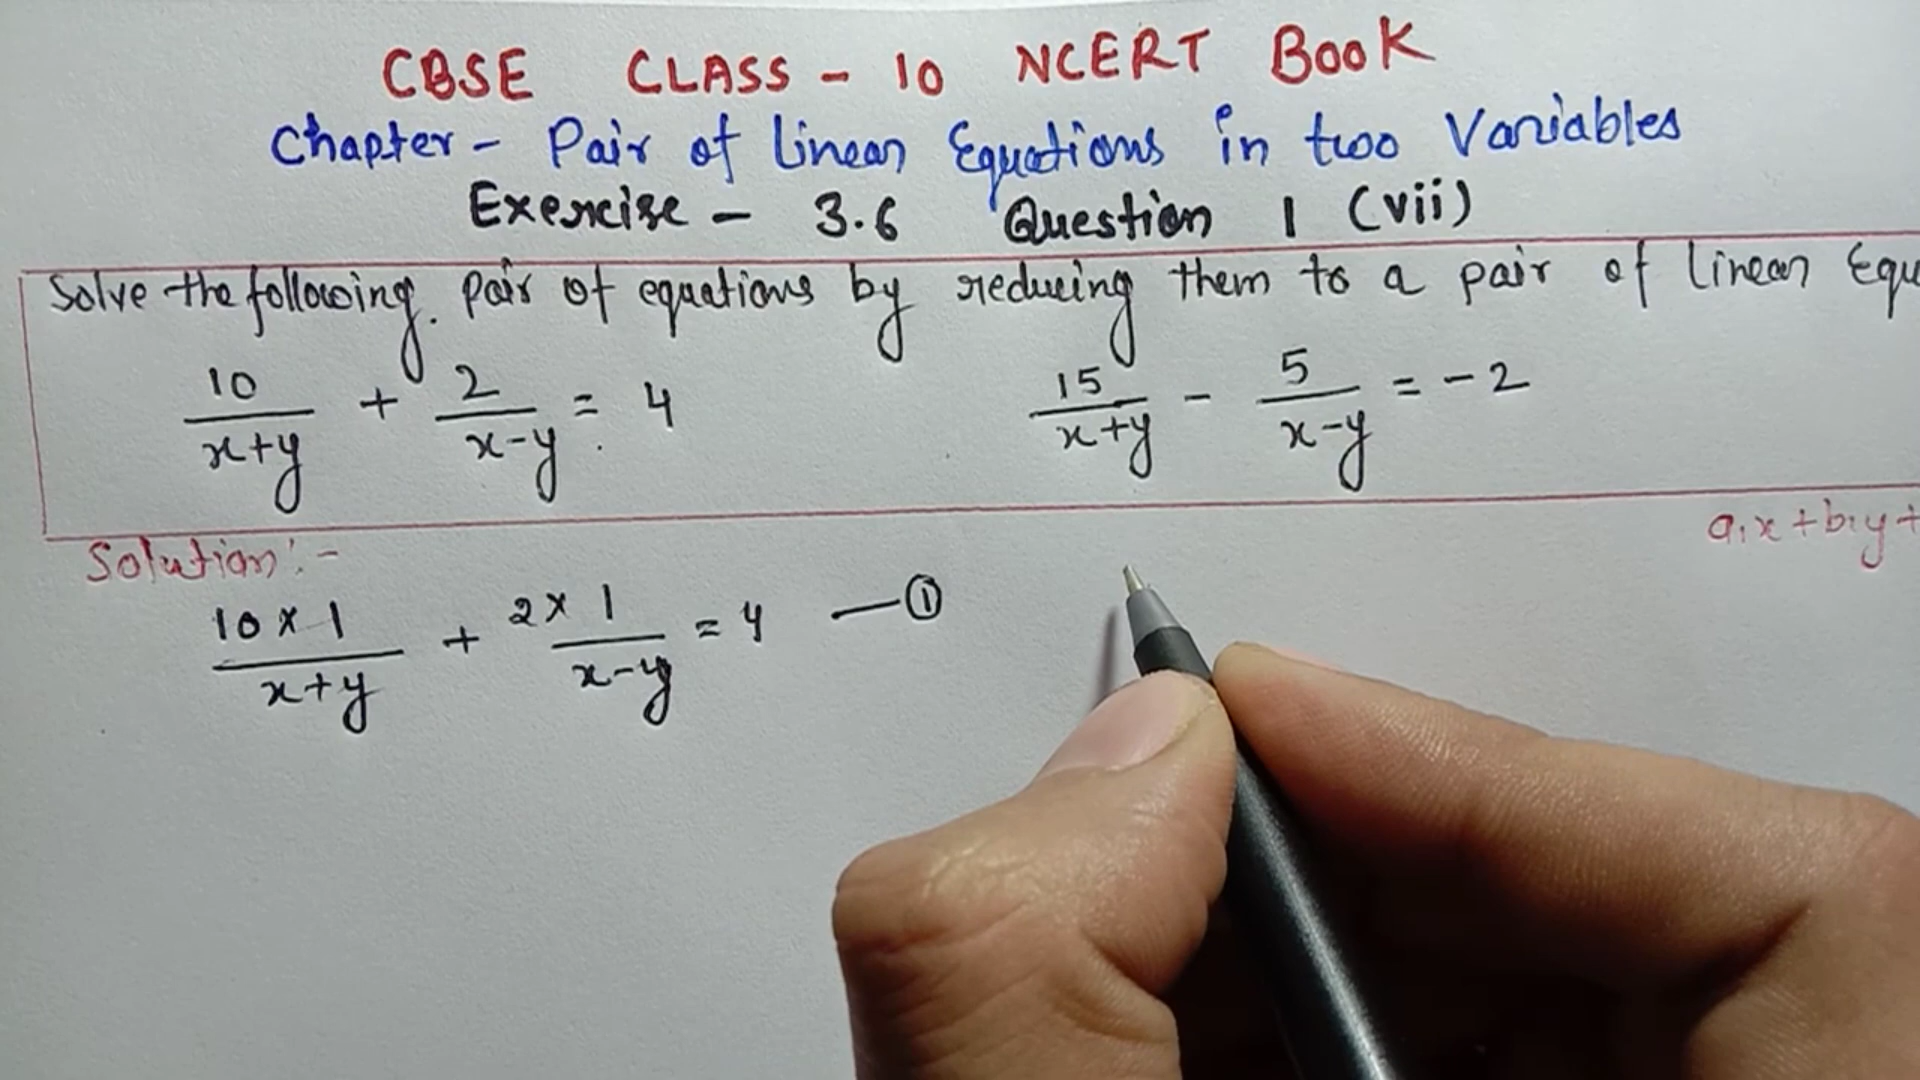 CBSE CLASS - 10 NCERT BOOK
Chapter - Pair of Linear Equations in two Variables
Exercise - 3.6 Question 1 (vii)
Solve the following pair of equations by reducing them to a pair of linear Equ
10/(x+y) + 2/(x-y) = 4 15/(x+y) - 5/(x-y) = -2
a₁x + b₁y +
Solution:-
(10 × 1)/(x+y) + (2 × 1)/(x-y) = 4 — ①